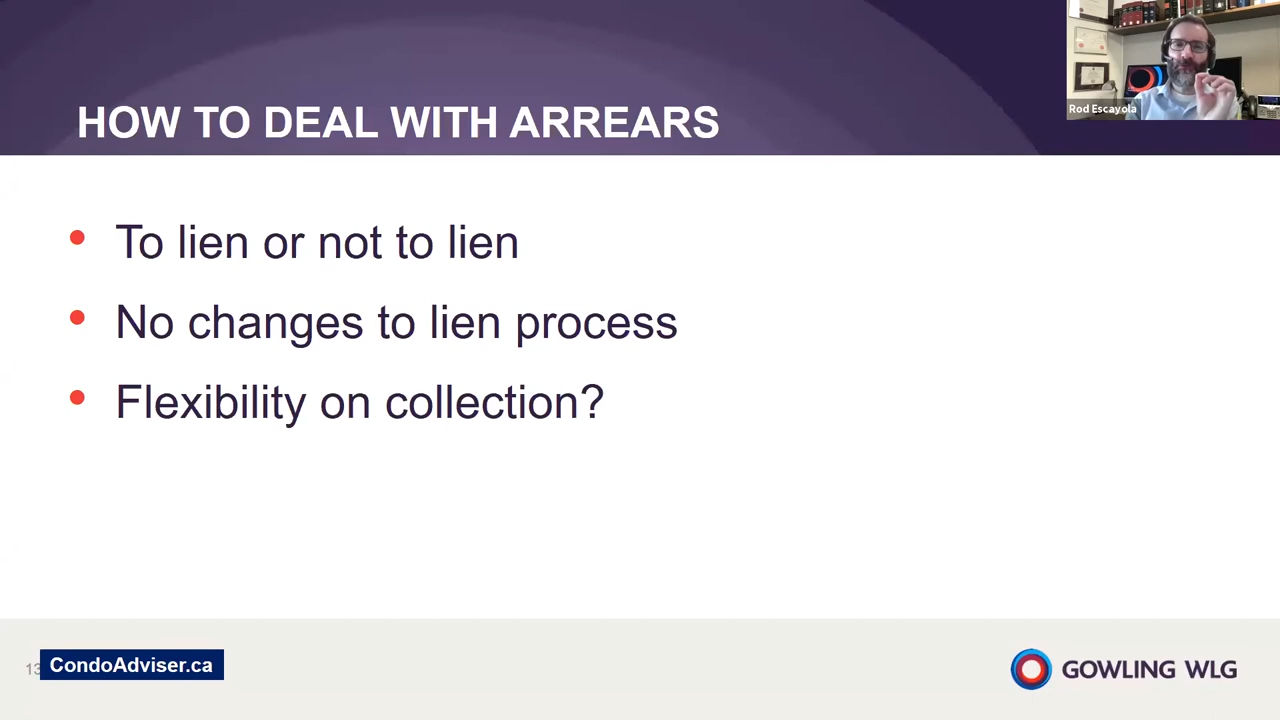 HOW TO DEAL WITH ARREARS
Rod Escayola
• To lien or not to lien
• No changes to lien process
• Flexibility on collection?
13
CondoAdviser.ca
GOWLING WLG